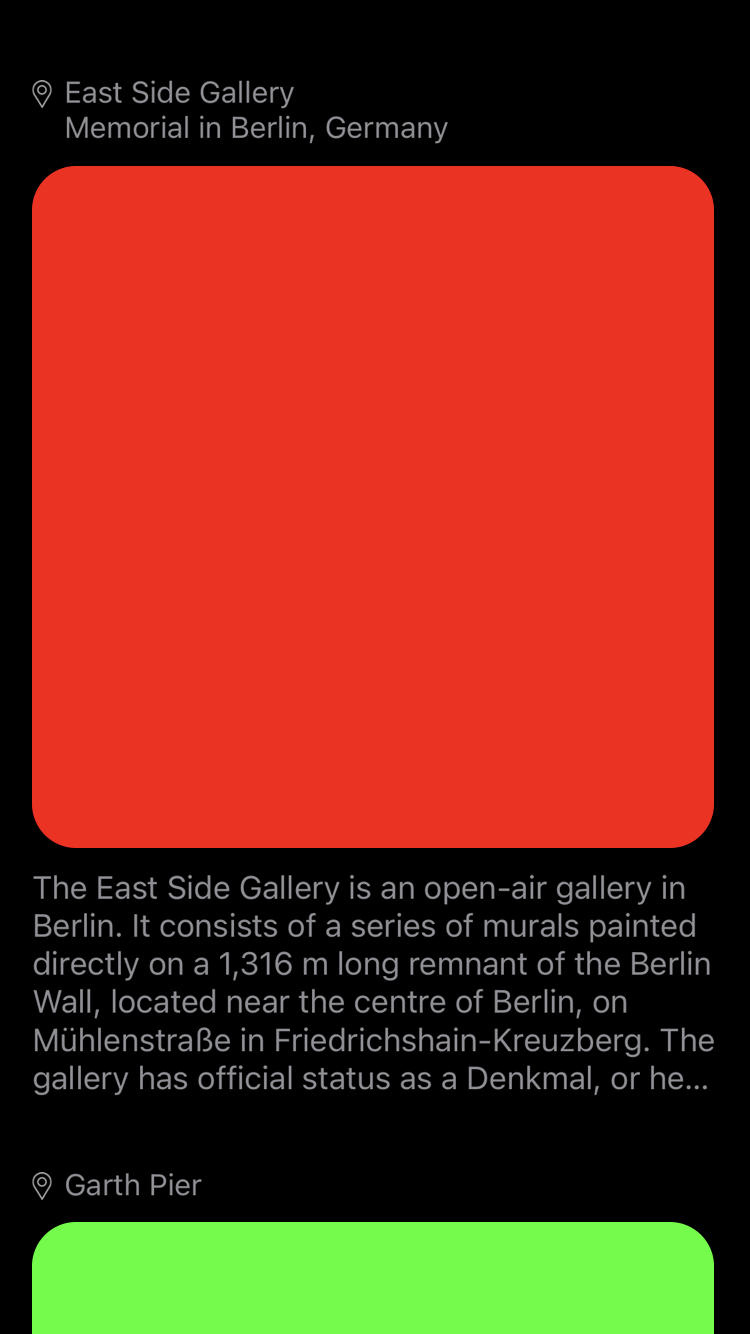 East Side Gallery
Memorial in Berlin, Germany
The East Side Gallery is an open-air gallery in
Berlin. It consists of a series of murals painted
directly on a 1,316 m long remnant of the Berlin
Wall, located near the centre of Berlin, on
Mühlenstraße in Friedrichshain-Kreuzberg. The
gallery has official status as a Denkmal, or he...
Garth Pier